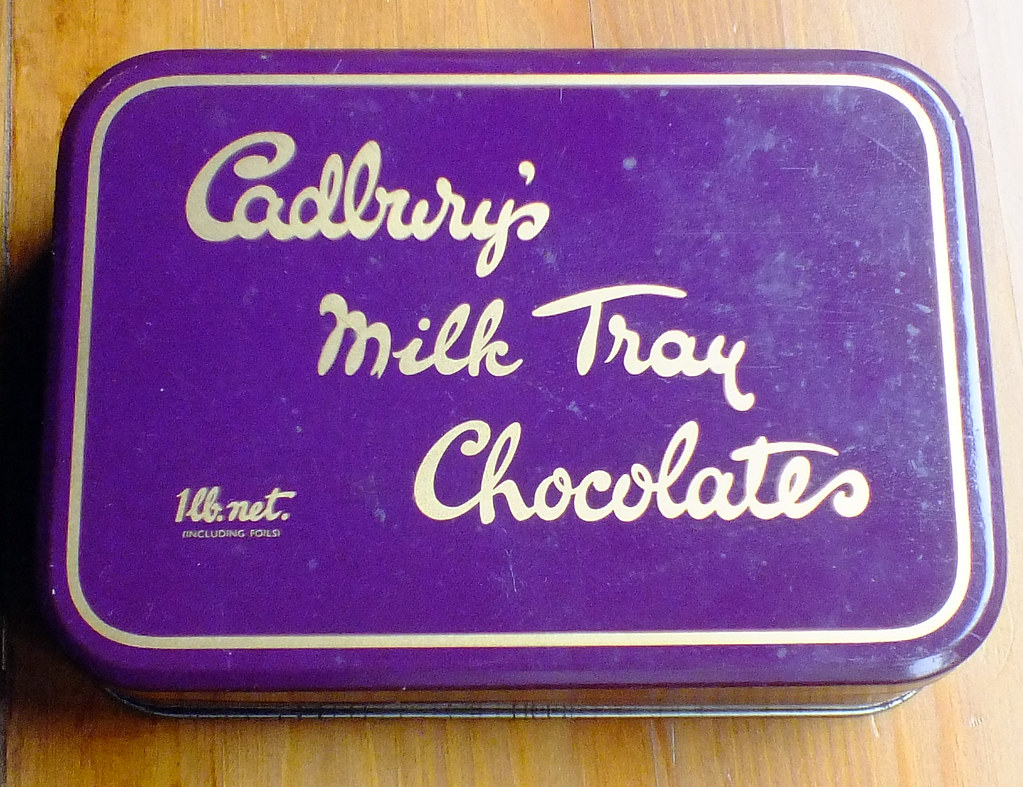 Cadbury's
Milk Tray
Chocolates
1lb. net.
(INCLUDING FOILS)